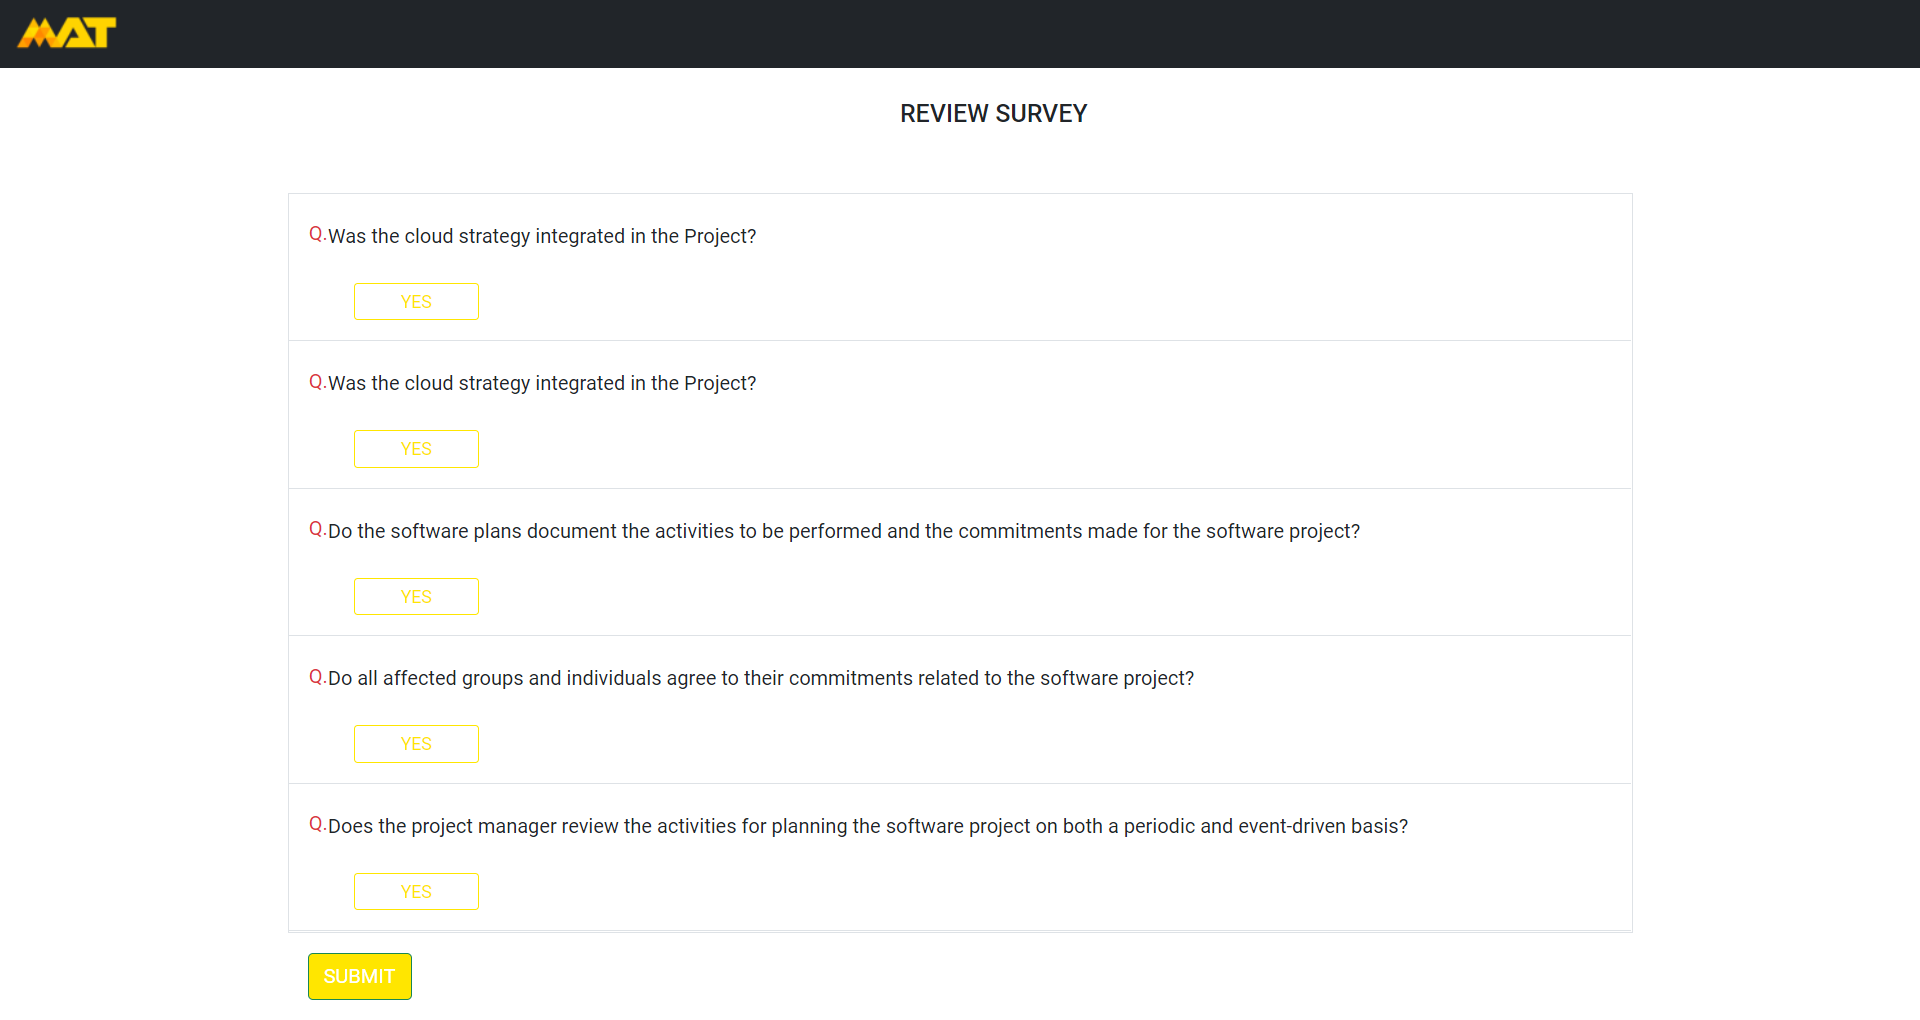 MAT
REVIEW SURVEY
Q.Was the cloud strategy integrated in the Project?
YES
Q.Was the cloud strategy integrated in the Project?
YES
Q.Do the software plans document the activities to be performed and the commitments made for the software project?
YES
Q.Do all affected groups and individuals agree to their commitments related to the software project?
YES
Q.Does the project manager review the activities for planning the software project on both a periodic and event-driven basis?
YES
SUBMIT